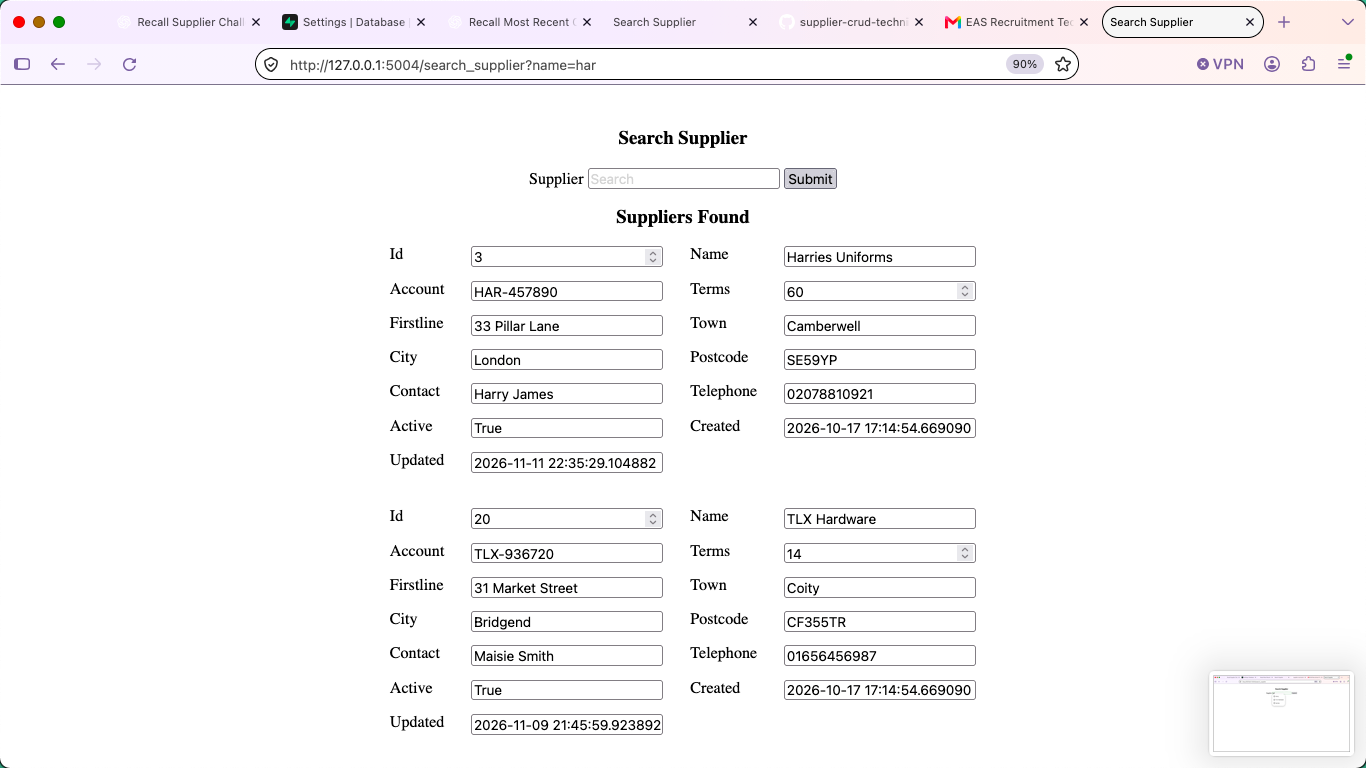 Recall Supplier Chal
Settings | Database
Recall Most Recent
Search Supplier
supplier-crud-techni
EAS Recruitment Tec
Search Supplier
http://127.0.0.1:5004/search_supplier?name=har
90%
VPN
Search Supplier
Supplier Search Submit
Suppliers Found
Id 3 Name Harries Uniforms
Account HAR-457890 Terms 60
Firstline 33 Pillar Lane Town Camberwell
City London Postcode SE59YP
Contact Harry James Telephone 02078810921
Active True Created 2026-10-17 17:14:54.669090
Updated 2026-11-11 22:35:29.104882
Id 20 Name TLX Hardware
Account TLX-936720 Terms 14
Firstline 31 Market Street Town Coity
City Bridgend Postcode CF355TR
Contact Maisie Smith Telephone 01656456987
Active True Created 2026-10-17 17:14:54.669090
Updated 2026-11-09 21:45:59.923892